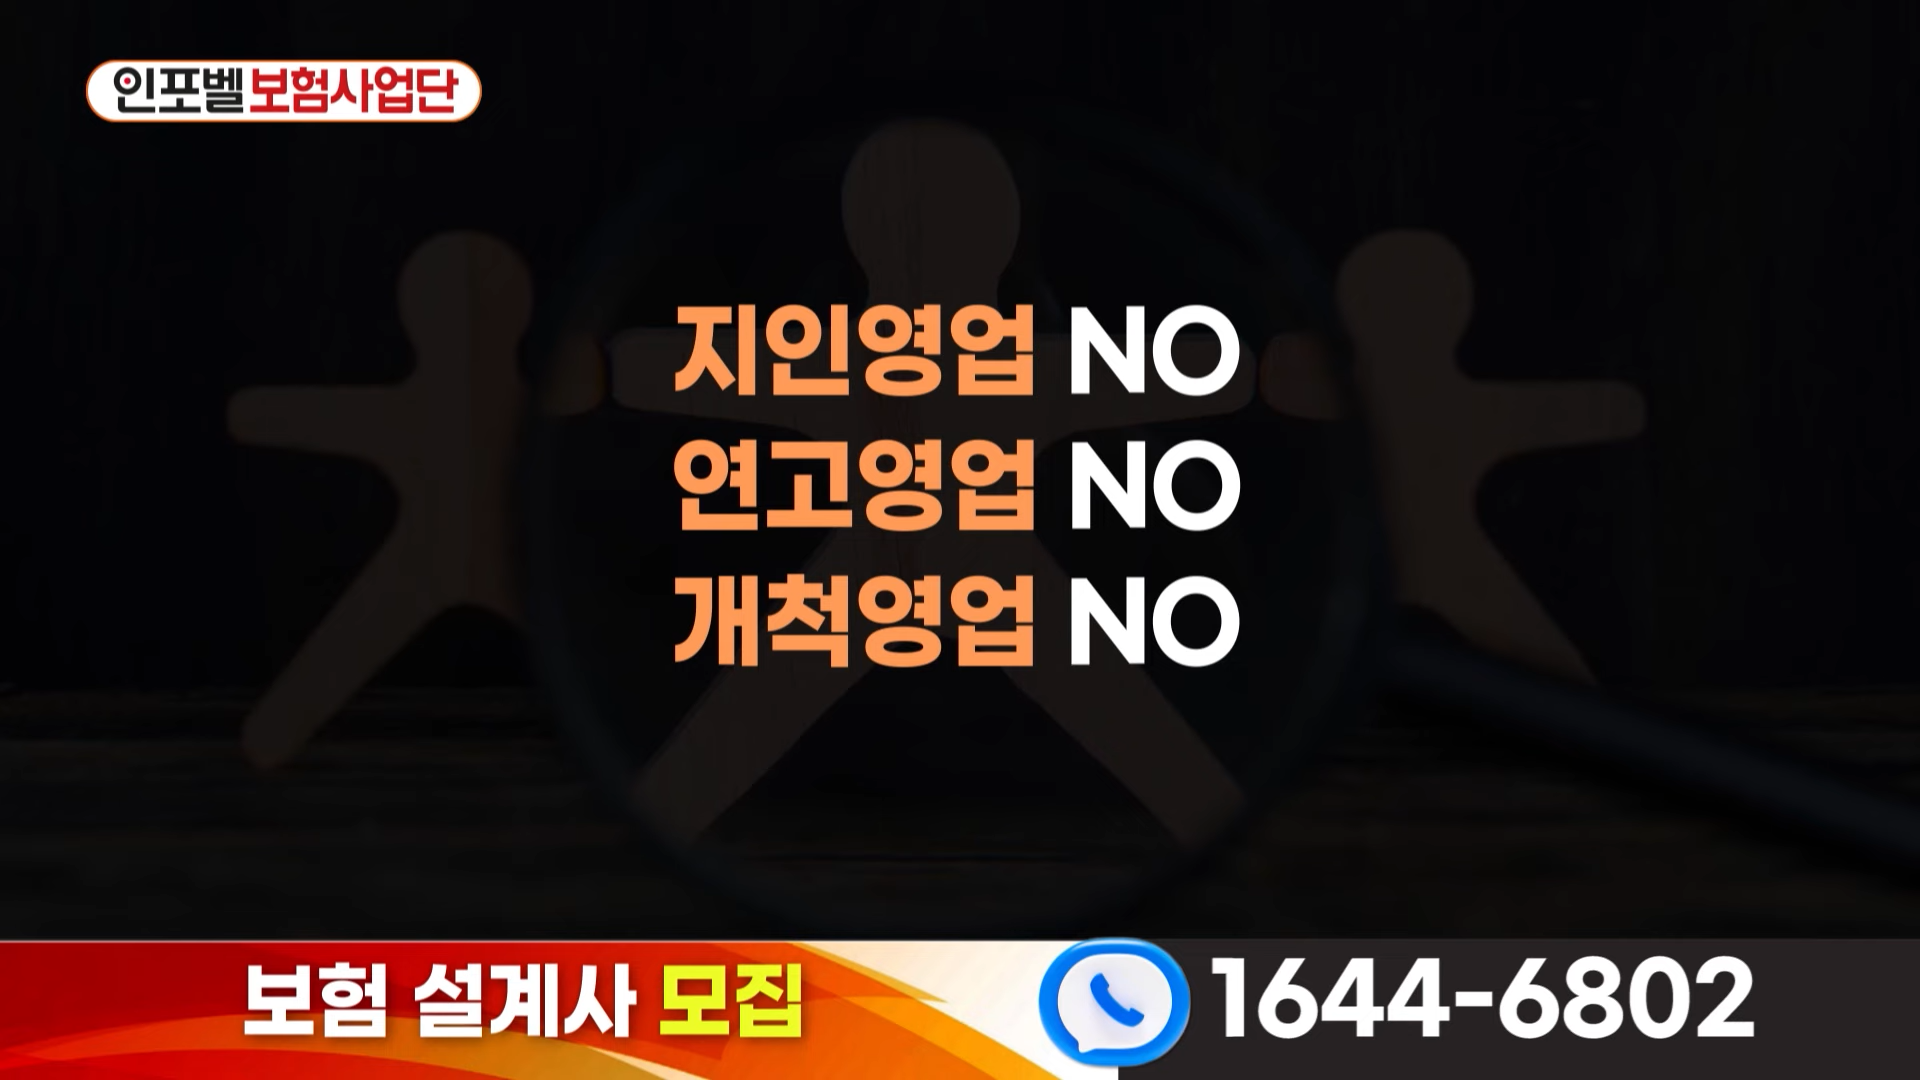 인포벨 보험사업단
지인영업 NO
연고영업 NO
개척영업 NO
보험 설계사 모집
1644-6802